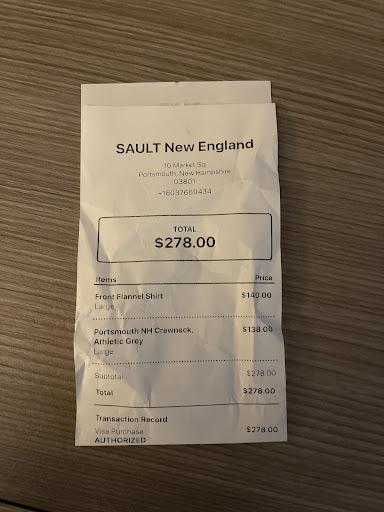 SAULT New England
10 Market Sq
Portsmouth, New Hampshire
03801
+16037669434
TOTAL
$278.00
Items Price
Front Flannel Shirt $140.00
Large
Portsmouth NH Crewneck, $138.00
Athletic Grey
Large
Subtotal $278.00
Total $278.00
Transaction Record
Visa Purchase $278.00
AUTHORIZED